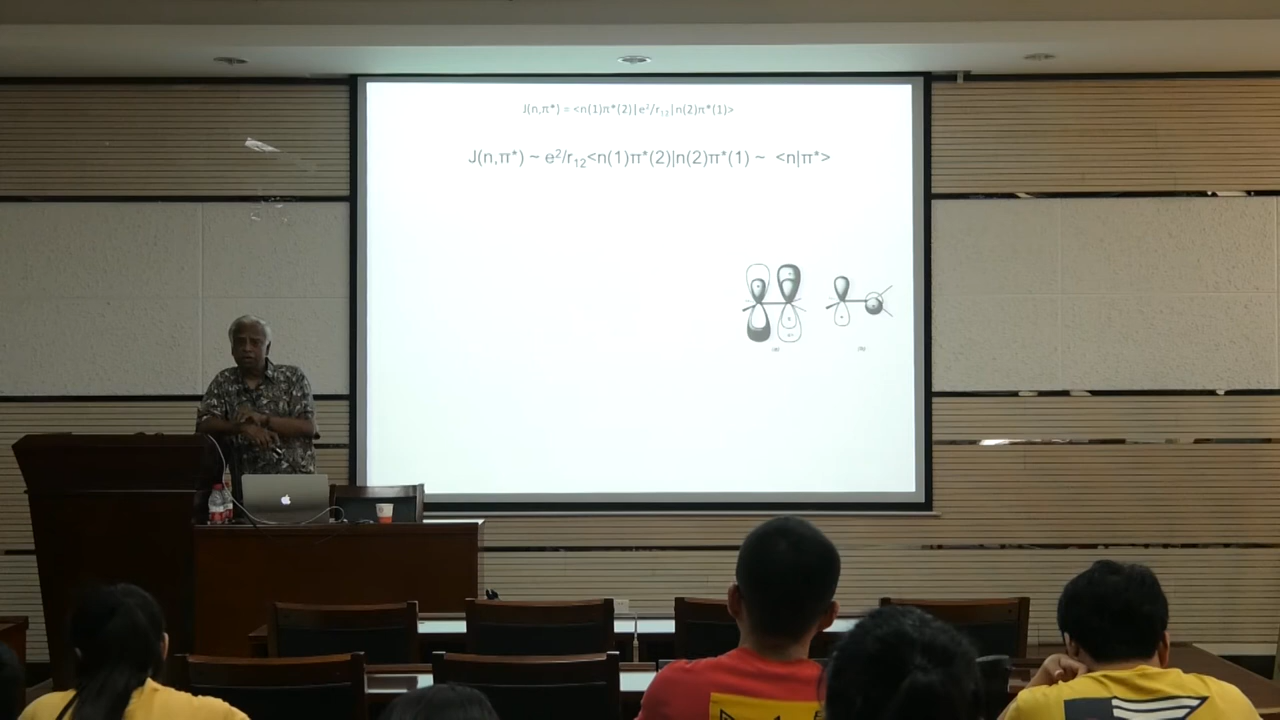 J(n,π*) = <n(1)π*(2)|e²/r₁₂|n(2)π*(1)>
J(n,π*) ~ e²/r₁₂<n(1)π*(2)|n(2)π*(1) ~ <n|π*>